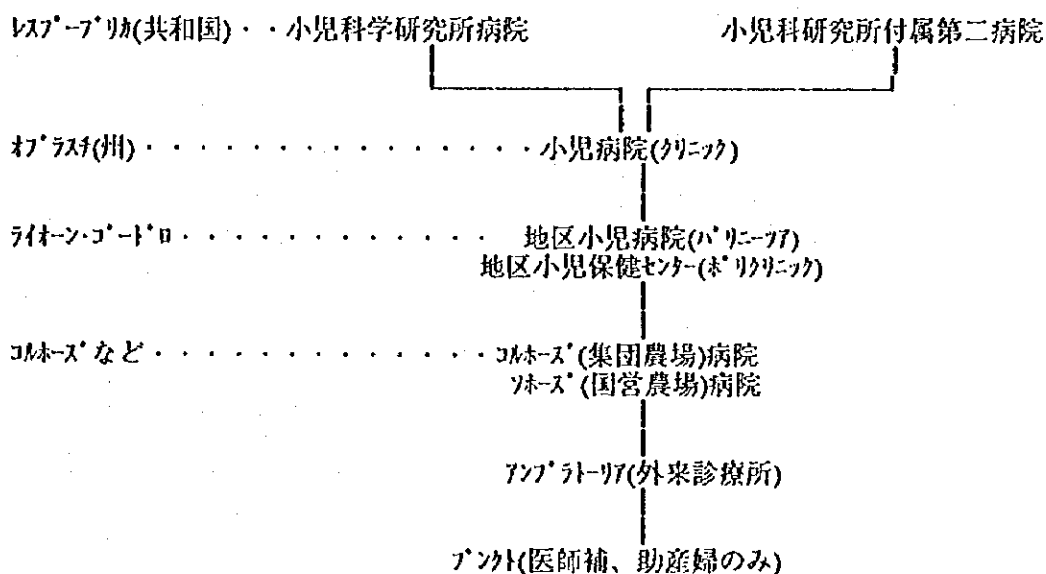 ﾚｽﾌﾟｰﾌﾞﾘｶ(共和国)・・小児科学研究所病院 小児科研究所付属第二病院
ｵﾌﾞﾗｽﾁ(州)・・・・・・・・・・・・・・・小児病院(ｸﾘﾆｯｸ)
ﾗｲｵｰﾝ･ｺﾞｰﾄﾞﾛ・・・・・・・・・・・・・ 地区小児病院(ﾊﾞﾘﾆｰﾂｱ)
地区小児保健ｾﾝﾀｰ(ﾎﾟﾘｸﾘﾆｯｸ)
ｺﾙﾎｰｽﾞなど・・・・・・・・・・・・・・ｺﾙﾎｰｽﾞ(集団農場)病院
ｿﾎｰｽﾞ(国営農場)病院
ｱﾝﾌﾞﾗﾄｰﾘｱ(外来診療所)
ﾌﾟﾝｸﾄ(医師補、助産婦のみ)